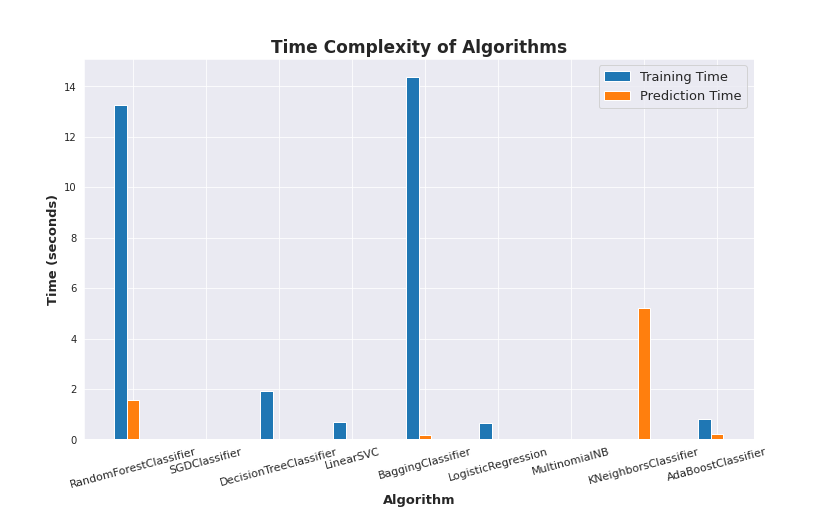 Time Complexity of Algorithms
Training Time
Prediction Time
14
12
10
8
6
4
2
0
Time (seconds)
RandomForestClassifier
SGDClassifier
DecisionTreeClassifier
LinearSVC
BaggingClassifier
LogisticRegression
MultinomialNB
KNeighborsClassifier
AdaBoostClassifier
Algorithm